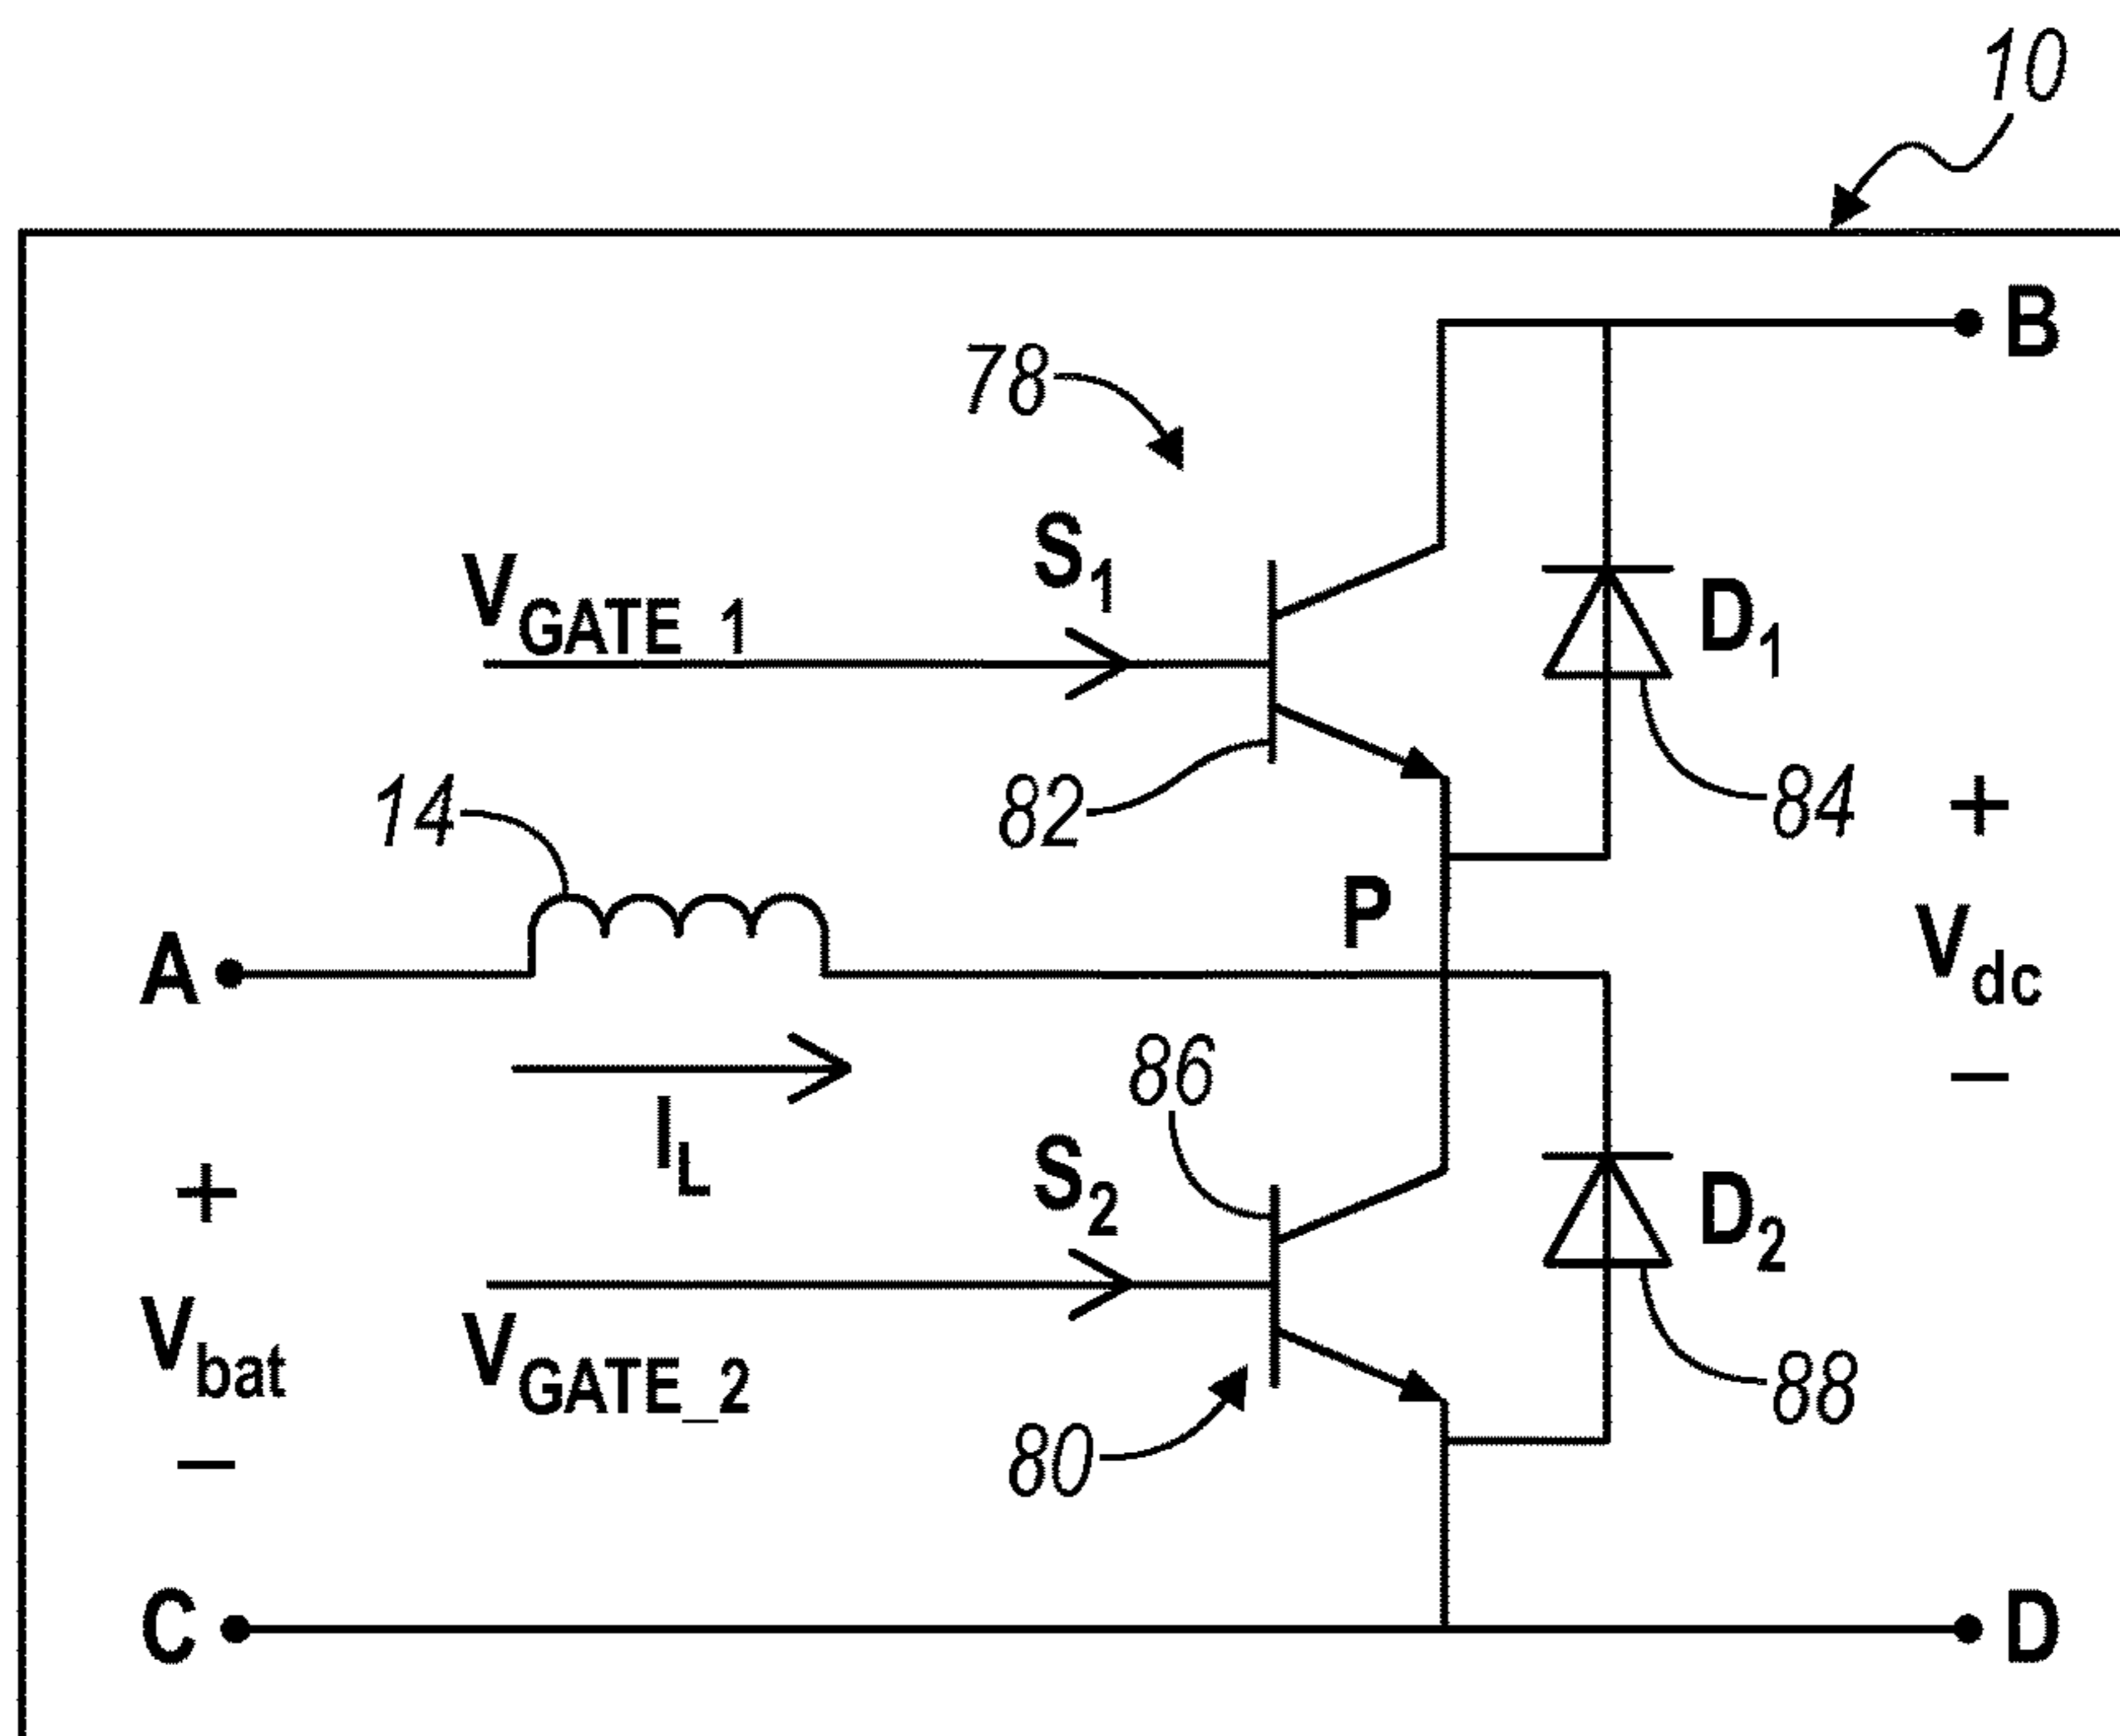 10
B
78
S1
VGATE_1
D1
14
82
84
+
P
A
Vdc
86
−
IL
S2
+
D2
Vbat
VGATE_2
88
80
−
C
D